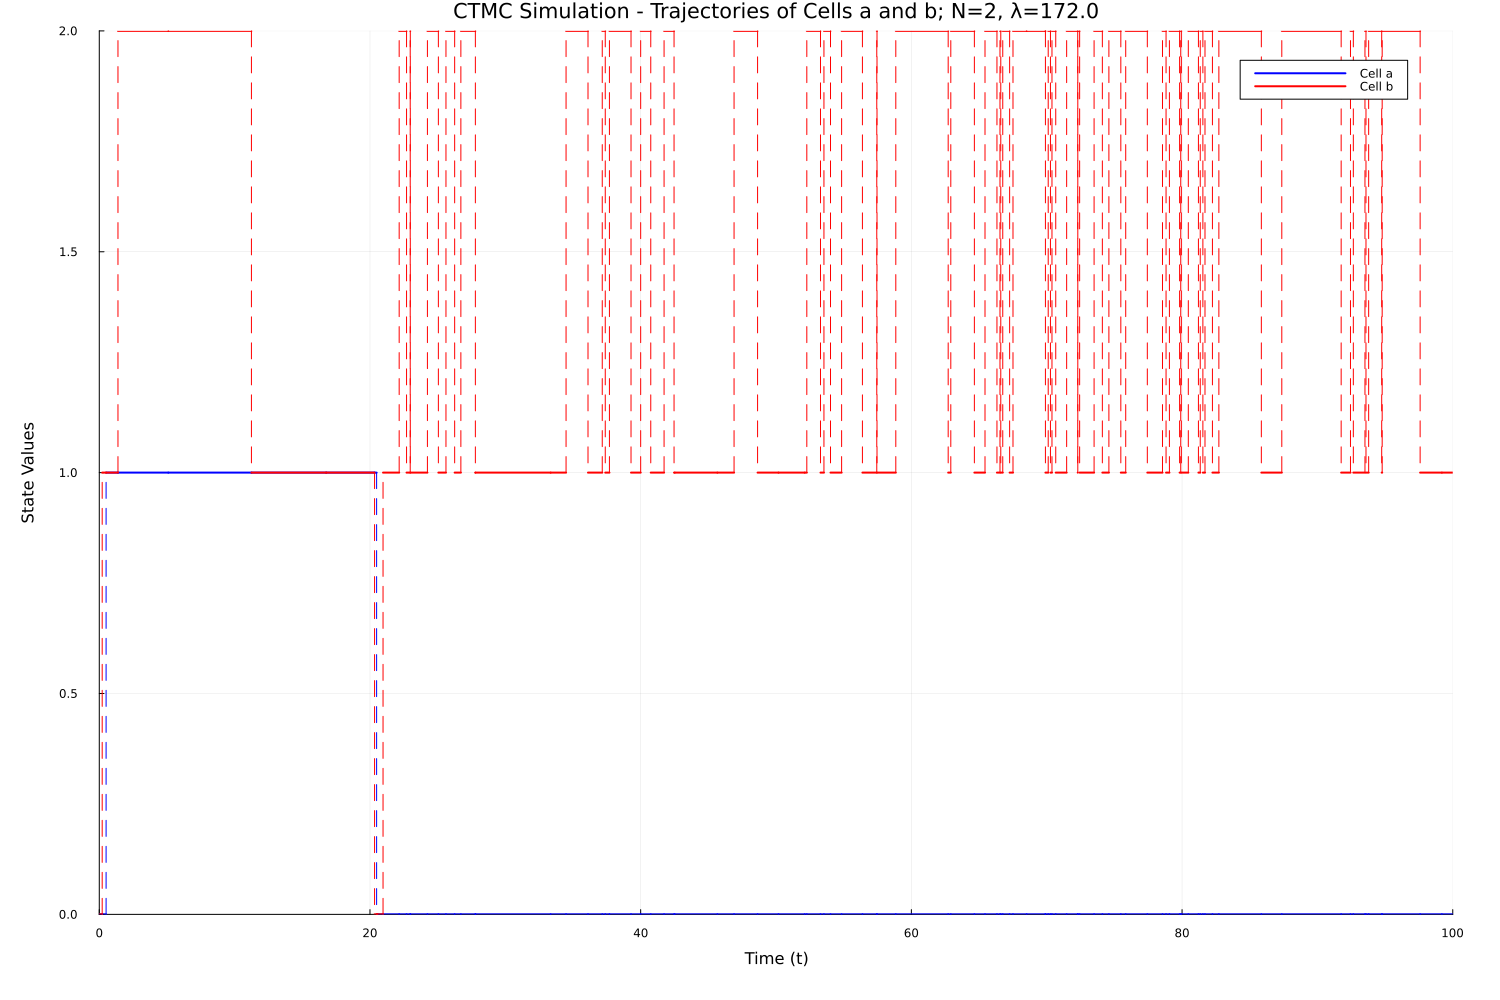 CTMC Simulation - Trajectories of Cells a and b; N=2, λ=172.0
2.0
Cell a
Cell b
1.5
1.0
State Values
0.5
0.0
0 20 40 60 80 100
Time (t)